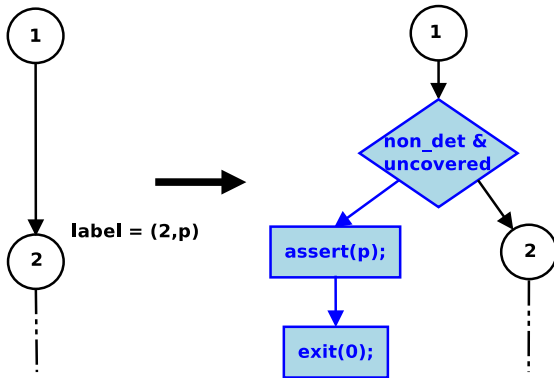 1
2
label = (2,p)
1
non_det &
uncovered
assert(p);
2
exit(0);